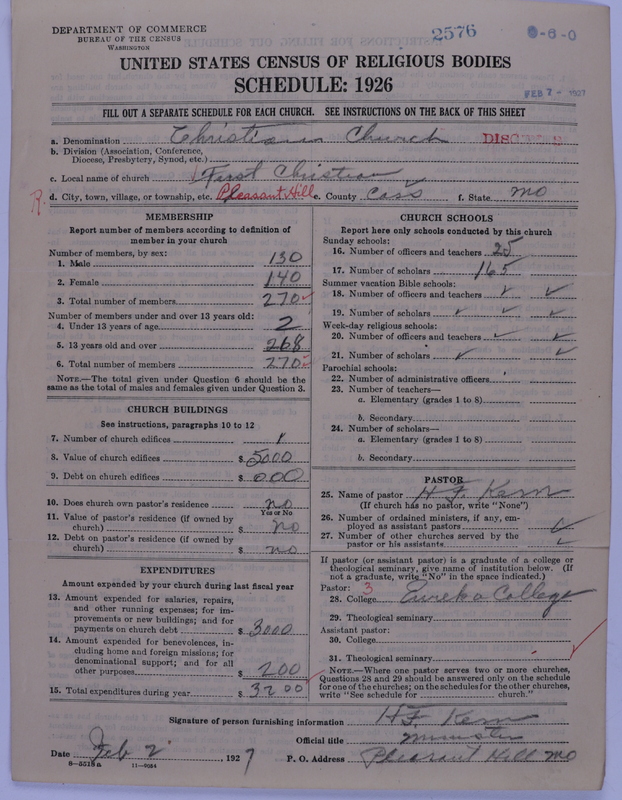 DEPARTMENT OF COMMERCE
BUREAU OF THE CENSUS
WASHINGTON
2576
8-6-0
UNITED STATES CENSUS OF RELIGIOUS BODIES
SCHEDULE: 1926
FEB 7 - 1927
FILL OUT A SEPARATE SCHEDULE FOR EACH CHURCH. SEE INSTRUCTIONS ON THE BACK OF THIS SHEET
a. Denomination Christian Church
b. Division (Association, Conference, Diocese, Presbytery, Synod, etc.)
c. Local name of church First Christian
R. d. City, town, village, or township, etc. Pleasant Hill e. County Cass f. State Mo
MEMBERSHIP
Report number of members according to definition of
member in your church
Number of members, by sex:
1. Male 130
2. Female 140
3. Total number of members 270
Number of members under and over 13 years old:
4. Under 13 years of age 2
5. 13 years old and over 268
6. Total number of members 270
NOTE.—The total given under Question 6 should be
same as the total of males and females given under Question 3.
CHURCH BUILDINGS
See instructions, paragraphs 10 to 12
7. Number of church edifices 1
8. Value of church edifices $ 5000
9. Debt on church edifices $ 000
10. Does church own pastor's residence no
Yes or No
11. Value of pastor's residence (if owned by
church) $ no
12. Debt on pastor's residence (if owned by
church) $ no
EXPENDITURES
Amount expended by your church during last fiscal year
13. Amount expended for salaries, repairs,
and other running expenses; for im-
provements or new buildings; and for
payments on church debt $ 3000
14. Amount expended for benevolences, in-
cluding home and foreign missions; for
denominational support; and for all
other purposes $ 200
15. Total expenditures during year $ 3200
CHURCH SCHOOLS
Report here only schools conducted by this church
Sunday schools:
16. Number of officers and teachers 25
17. Number of scholars 165
Summer vacation Bible schools:
18. Number of officers and teachers ✓ ✓
19. Number of scholars ✓ ✓ ✓
Week-day religious schools:
20. Number of officers and teachers ✓ ✓
21. Number of scholars ✓ ✓
Parochial schools:
22. Number of administrative officers
23. Number of teachers—
a. Elementary (grades 1 to 8)
b. Secondary
24. Number of scholars—
a. Elementary (grades 1 to 8)
b. Secondary
PASTOR
25. Name of pastor H F. Kern
(If church has no pastor, write "None")
26. Number of ordained ministers, if any, em-
ployed as assistant pastors ✓
27. Number of other churches served by the
pastor or his assistants ✓
If pastor (or assistant pastor) is a graduate of a college or
theological seminary, give name of institution below. (If
not a graduate, write "No" in the space indicated.)
Pastor: 3
28. College Eureka College
29. Theological seminary
Assistant pastor:
30. College
31. Theological seminary
NOTE.—Where one pastor serves two or more churches,
Questions 28 and 29 should be answered only on the schedule
for one of the churches; on the schedules for the other churches,
write "See schedule for church."
Signature of person furnishing information H F. Kern
Official title minister
Date Feb 2, 1927 P. O. Address Pleasant Hill Mo
8-5518a 11-9084